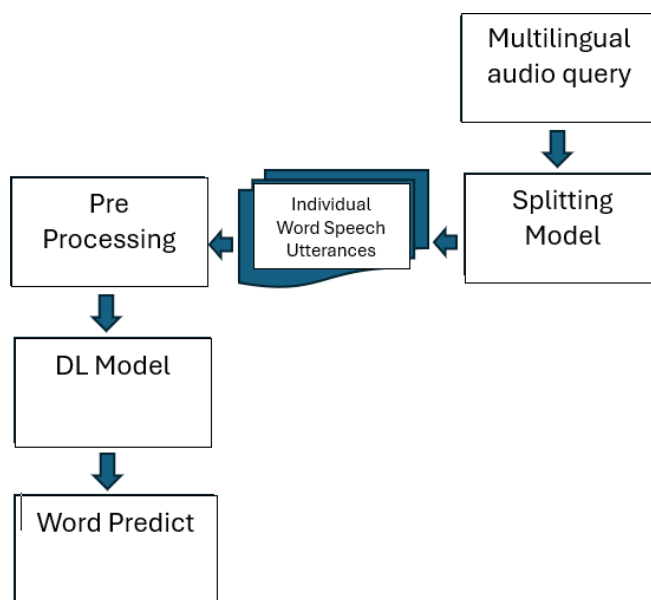 Multilingual
audio query
Splitting
Model
Individual
Word Speech
Utterances
Pre
Processing
DL Model
Word Predict